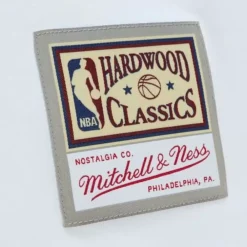 HARDWOOD
NBA
CLASSICS
NOSTALGIA CO.
Mitchell & Ness
PHILADELPHIA, PA.